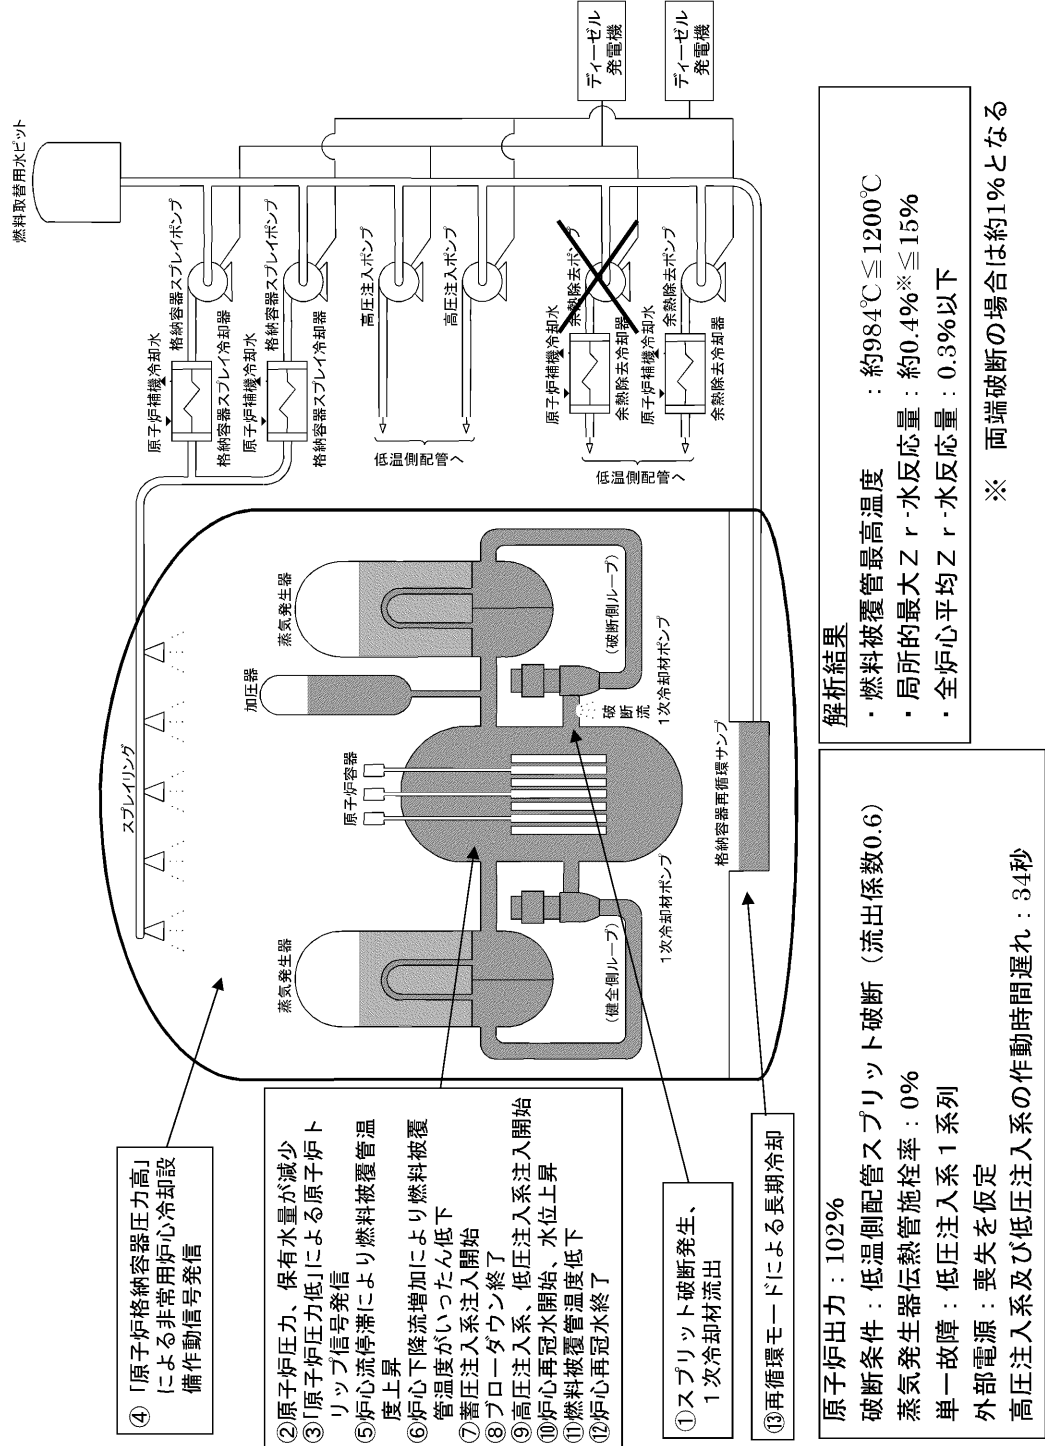 燃料取替用水ピット
ディーゼル
発電機
ディーゼル
発電機
格納容器スプレイポンプ
原子炉補機冷却水
格納容器スプレイ冷却器
格納容器スプレイポンプ
原子炉補機冷却水
格納容器スプレイ冷却器
高圧注入ポンプ
高圧注入ポンプ
低温側配管へ
余熱除去ポンプ
原子炉補機冷却水
余熱除去冷却器
余熱除去ポンプ
原子炉補機冷却水
余熱除去冷却器
低温側配管へ
スプレイリング
蒸気発生器
加圧器
原子炉容器
蒸気発生器
(破断側ループ)
1次冷却材ポンプ
破断
流
(健全側ループ)
1次冷却材ポンプ
格納容器再循環サンプ
④「原子炉格納容器圧力高」
による非常用炉心冷却設
備作動信号発信
②原子炉圧力、保有水量が減少
③「原子炉圧力低」による原子炉ト
リップ信号発信
⑤炉心流停滞により燃料被覆管温
度上昇
⑥炉心下降流増加により燃料被覆
管温度がいったん低下
⑦蓄圧注入系注入開始
⑧ブローダウン終了
⑨高圧注入系、低圧注入系注入開始
⑩炉心再冠水開始、水位上昇
⑪燃料被覆管温度低下
⑫炉心再冠水終了
①スプリット破断発生、
1次冷却材流出
⑬再循環モードによる長期冷却
原子炉出力：102%
破断条件：低温側配管スプリット破断（流出係数0.6）
蒸気発生器伝熱管施栓率：0%
単一故障：低圧注入系1系列
外部電源：喪失を仮定
高圧注入系及び低圧注入系の作動時間遅れ：34秒
解析結果
・燃料被覆管最高温度　：約984℃≦1200℃
・局所的最大Ｚｒ-水反応量：約0.4%※≦15%
・全炉心平均Ｚｒ-水反応量：0.3%以下
※　両端破断の場合は約1%となる